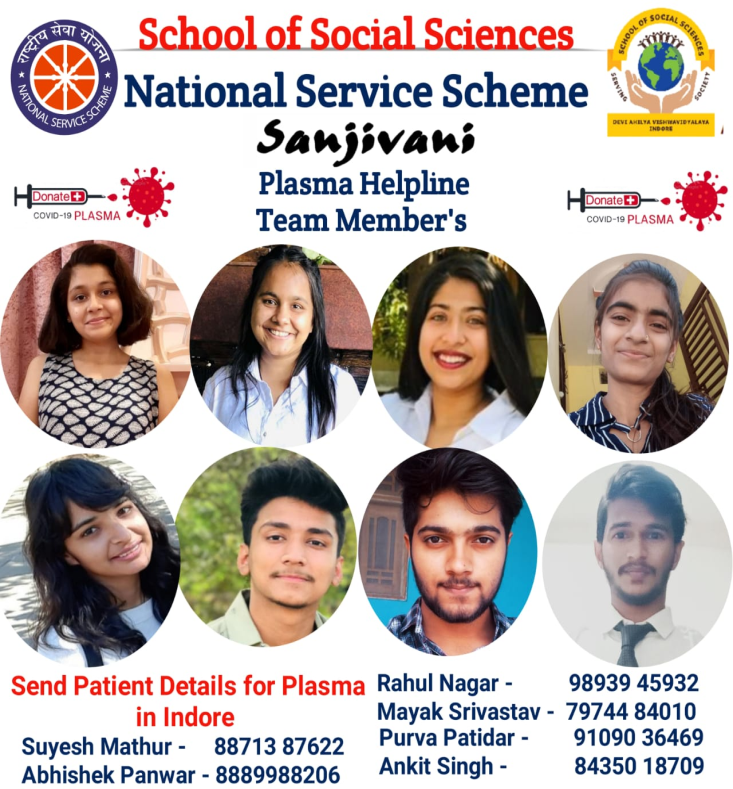 राष्ट्रीय सेवा योजना
NATIONAL SERVICE SCHEME
School of Social Sciences
National Service Scheme
Sanjivani
Plasma Helpline
Team Member's
SCHOOL OF SOCIAL SCIENCES
SERVING SOCIETY
DEVI AHILYA VISHWAVIDYALAYA
INDORE
Donate
COVID-19 PLASMA
Donate
COVID-19 PLASMA
Send Patient Details for Plasma
in Indore
Suyesh Mathur - 88713 87622
Abhishek Panwar - 8889988206
Rahul Nagar - 98939 45932
Mayak Srivastav - 79744 84010
Purva Patidar - 91090 36469
Ankit Singh - 84350 18709